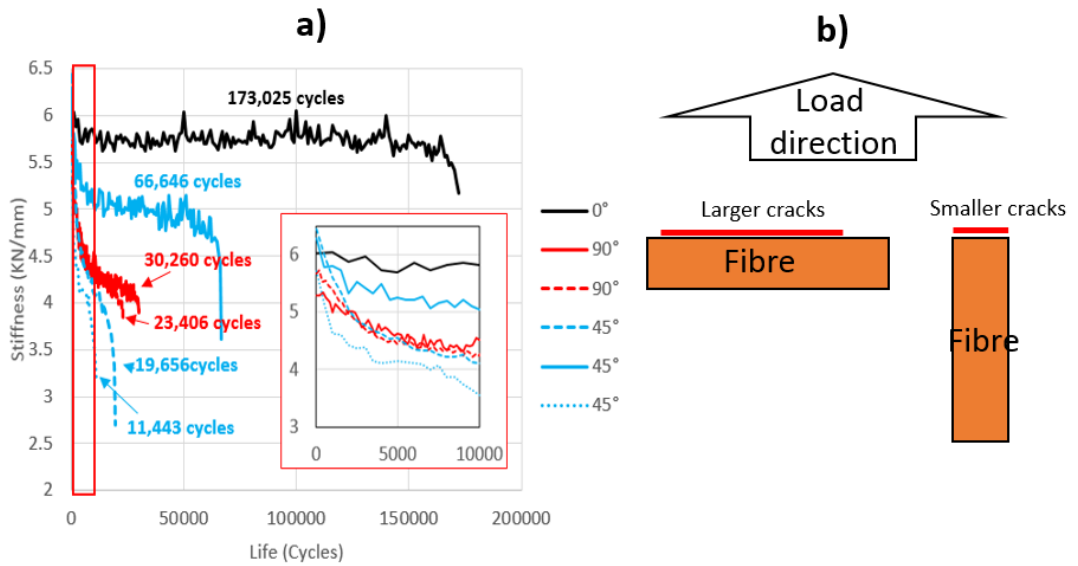 a)
6.5
6
5.5
5
4.5
4
3.5
3
2.5
2
Stiffness (KN/mm)
173,025 cycles
66,646 cycles
30,260 cycles
23,406 cycles
19,656cycles
11,443 cycles
6
5
4
3
0 5000 10000
0 50000 100000 150000 200000
Life (Cycles)
0°
90°
90°
45°
45°
45°
b)
Load
direction
Larger cracks
Fibre
Smaller cracks
Fibre